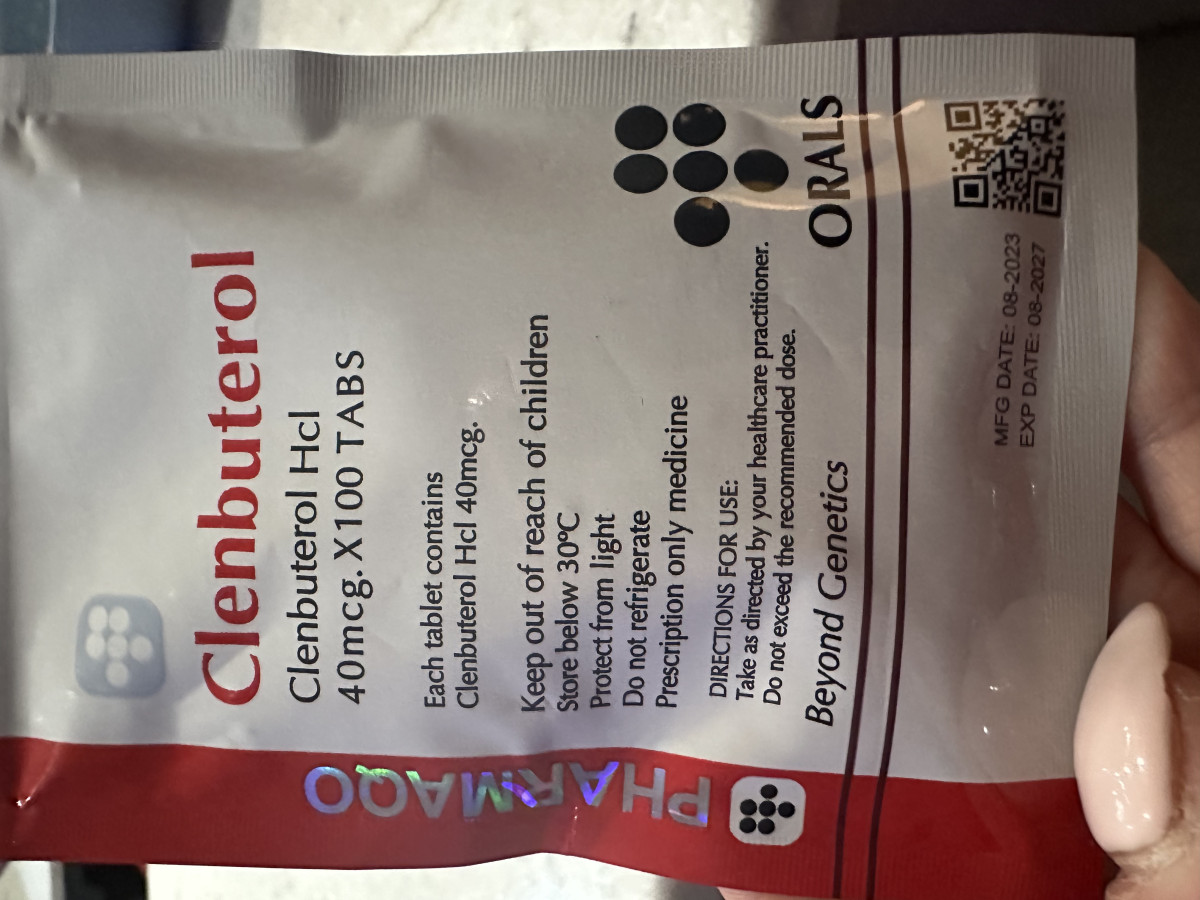 Clenbuterol
Clenbuterol Hcl
40mcg.X100 TABS
Each tablet contains
Clenbuterol Hcl 40mcg.
Keep out of reach of children
Store below 30ºC
Protect from light
Do not refrigerate
Prescription only medicine
DIRECTIONS FOR USE:
Take as directed by your healthcare practitioner.
Do not exceed the recommended dose.
Beyond Genetics
ORALS
MFG DATE: 08-2023
EXP DATE: 08-2027
PHARMAQO